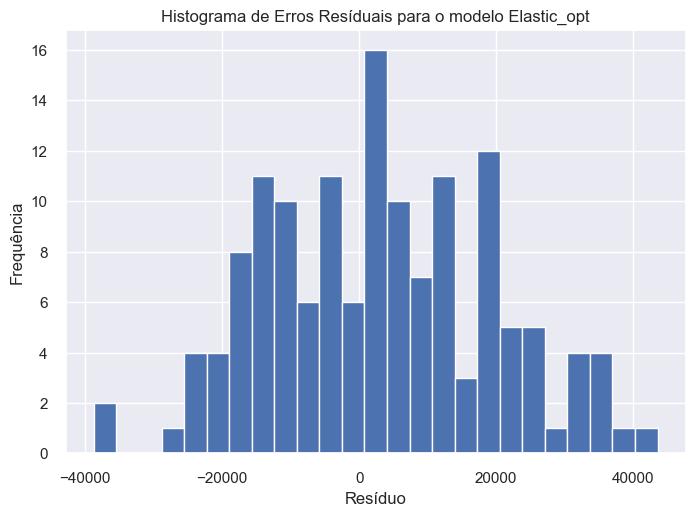 Histograma de Erros Resíduais para o modelo Elastic_opt
16
14
12
10
8
6
4
2
0
Frequência
−40000 −20000 0 20000 40000
Resíduo